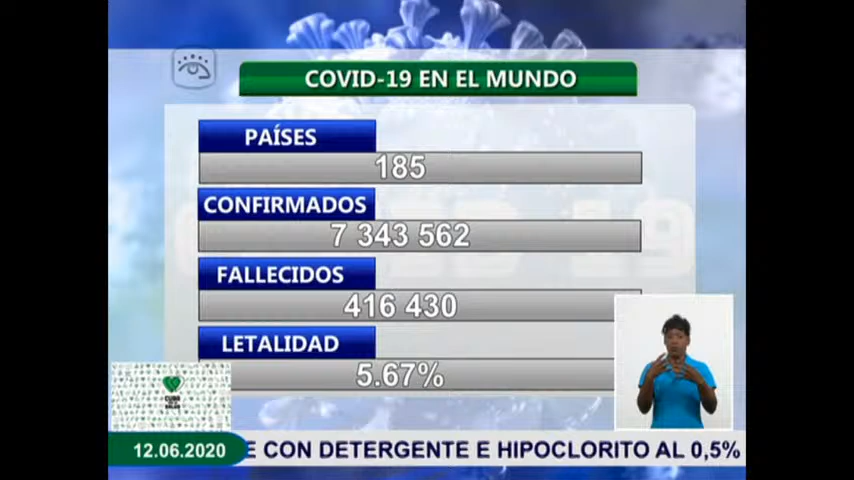 COVID-19 EN EL MUNDO
PAÍSES
185
CONFIRMADOS
7 343 562
FALLECIDOS
416 430
LETALIDAD
5.67%
CUBA
12.06.2020
E CON DETERGENTE E HIPOCLORITO AL 0,5%